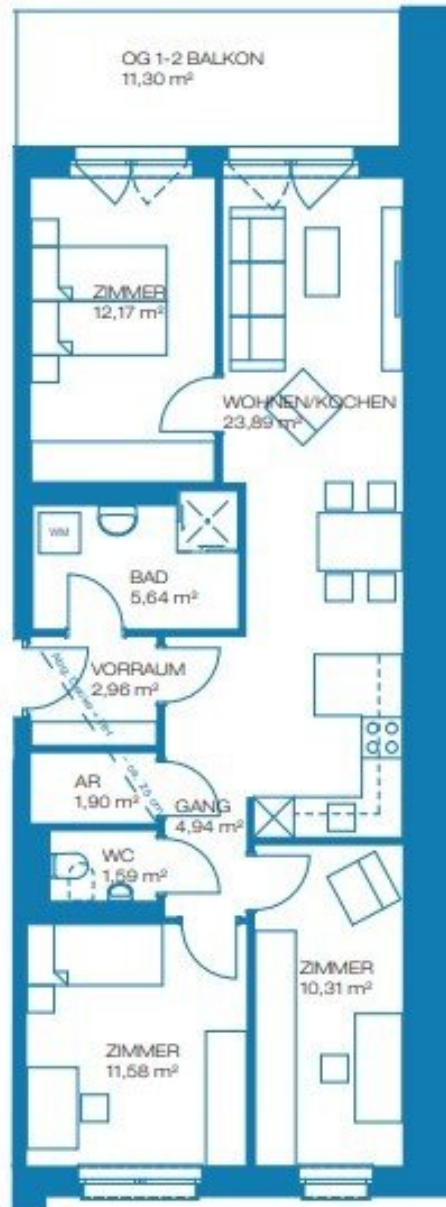 OG 1-2 BALKON
11,30 m²
ZIMMER
12,17 m²
WOHNEN/KOCHEN
23,89 m²
WM
BAD
5,64 m²
VORRAUM
2,96 m²
AR
1,90 m²
GANG
4,94 m²
WC
1,59 m²
ZIMMER
10,31 m²
ZIMMER
11,58 m²